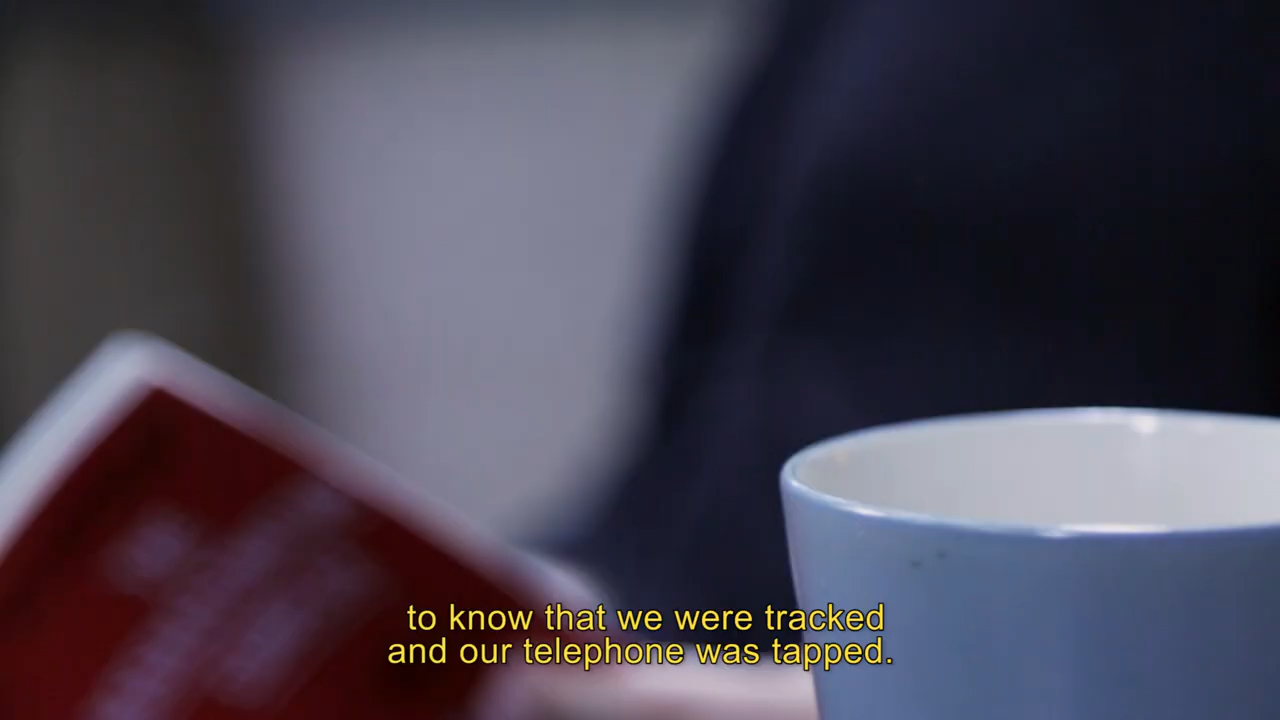 to know that we were tracked
and our telephone was tapped.